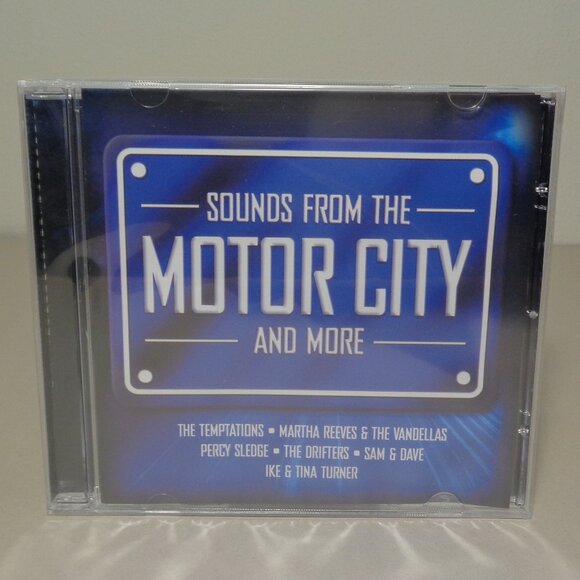 SOUNDS FROM THE
MOTOR CITY
AND MORE
THE TEMPTATIONS • MARTHA REEVES & THE VANDELLAS
PERCY SLEDGE • THE DRIFTERS • SAM & DAVE
IKE & TINA TURNER